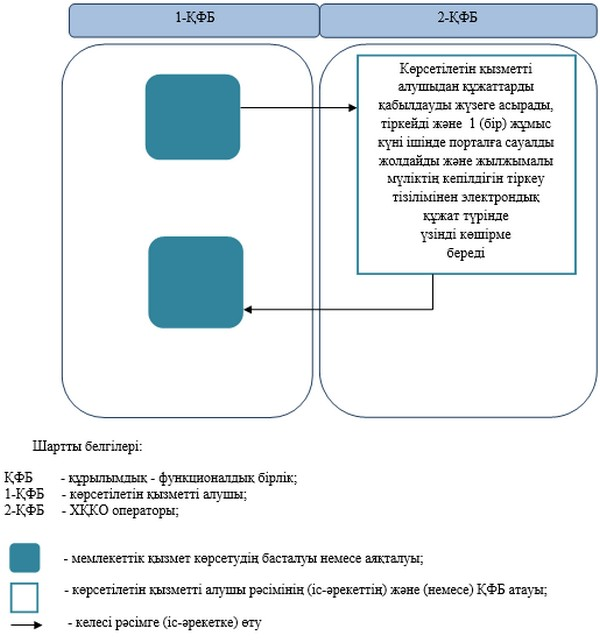 1-ҚФБ
2-ҚФБ
Көрсетілетін қызметті
алушыдан құжаттарды
қабылдауды жүзеге асырады,
тіркейді және 1 (бір) жұмыс
күні ішінде порталға сауалды
жолдайды және жылжымалы
мүліктің кепілдігін тіркеу
тізілімінен электрондық
құжат түрінде
үзінді көшірме
береді
Шартты белгілері:
ҚФБ - құрылымдық - функционалдық бірлік;
1-ҚФБ - көрсетілетін қызметті алушы;
2-ҚФБ - ХҚКО операторы;
- мемлекеттік қызмет көрсетудің басталуы немесе аяқталуы;
- көрсетілетін қызметті алушы рәсімінің (іс-әрекеттің) және (немесе) ҚФБ атауы;
- келесі рәсімге (іс-әрекетке) өту